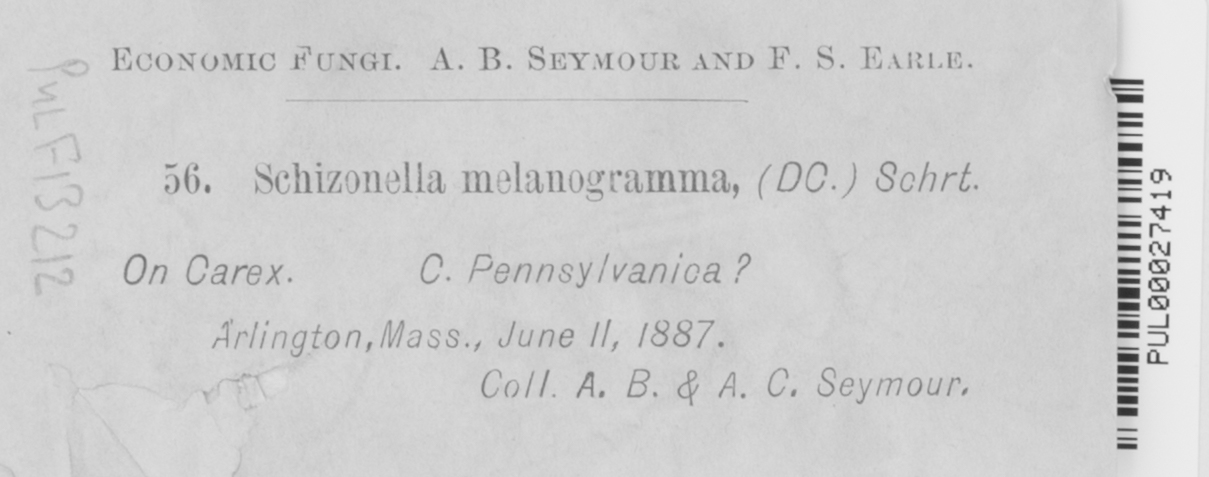 ECONOMIC FUNGI. A. B. SEYMOUR AND F. S. EARLE.
56. Schizonella melanogramma, (DC.) Schrt.
On Carex. C. Pennsylvanica ?
Arlington, Mass., June 11, 1887.
Coll. A. B. & A. C. Seymour.
PUL F13212
PUL00027419